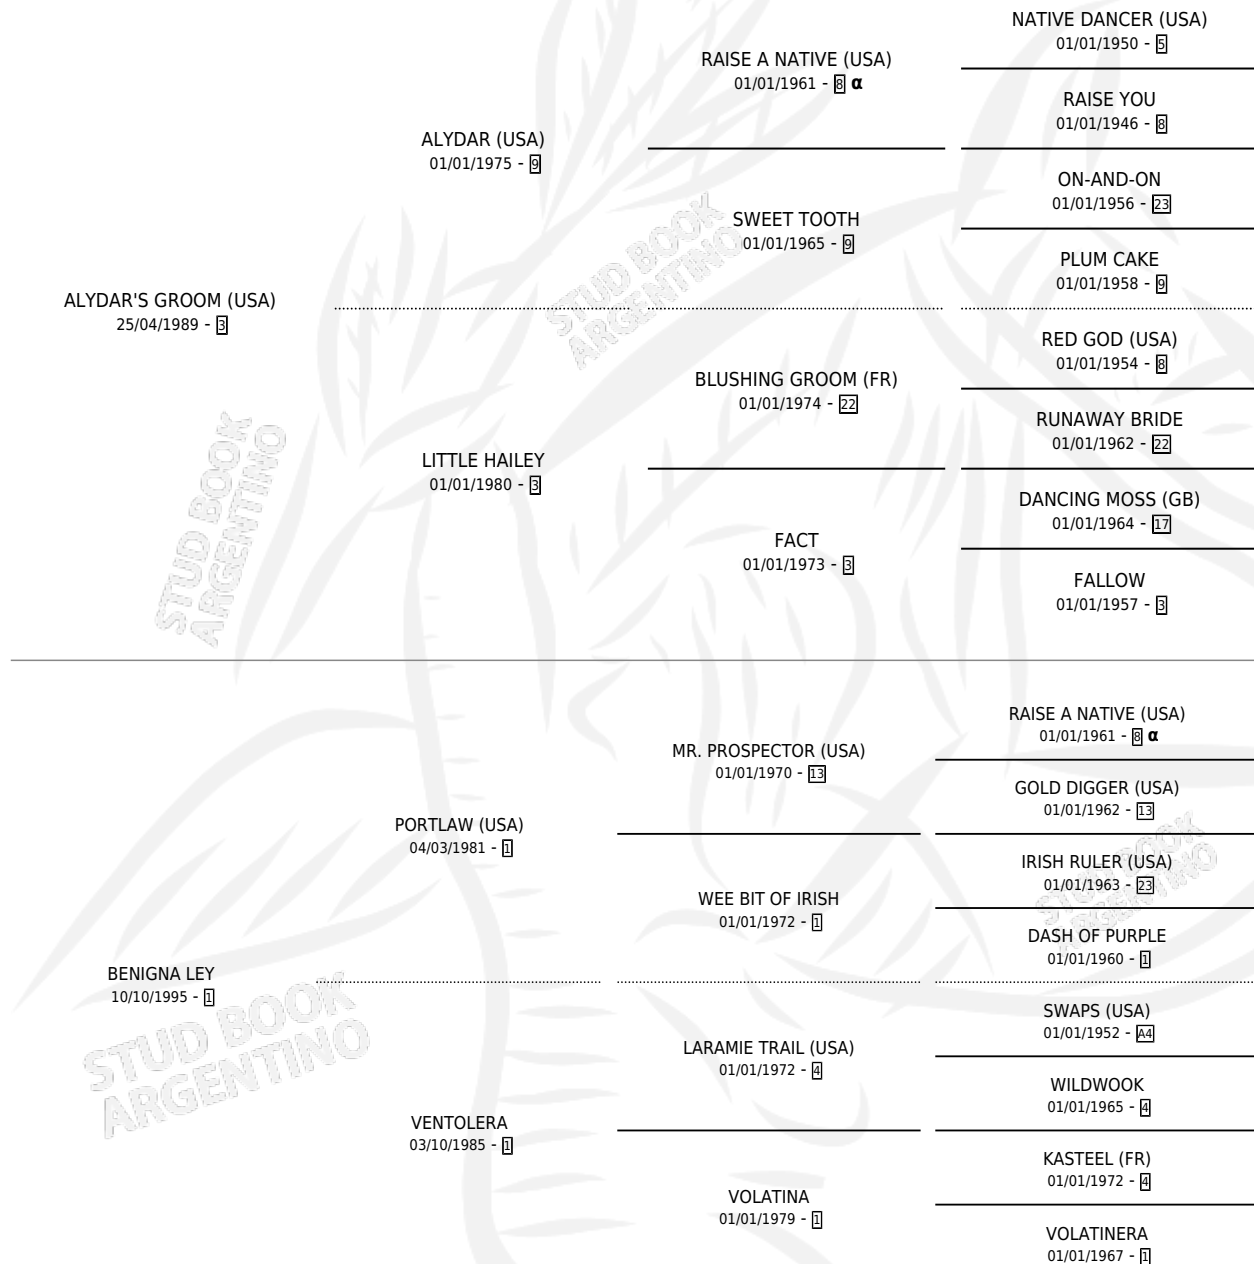 NATIVE DANCER (USA)
01/01/1950 - 5
RAISE A NATIVE (USA)
01/01/1961 - 8 α
RAISE YOU
01/01/1946 - 8
ALYDAR (USA)
01/01/1975 - 9
ON-AND-ON
01/01/1956 - 23
SWEET TOOTH
01/01/1965 - 9
PLUM CAKE
01/01/1958 - 9
ALYDAR'S GROOM (USA)
25/04/1989 - 3
STUD BOOK
ARGENTINO
RED GOD (USA)
01/01/1954 - 8
BLUSHING GROOM (FR)
01/01/1974 - 22
RUNAWAY BRIDE
01/01/1962 - 22
LITTLE HAILEY
01/01/1980 - 3
DANCING MOSS (GB)
01/01/1964 - 17
FACT
01/01/1973 - 3
FALLOW
01/01/1957 - 3
STUD BOOK
ARGENTINO
RAISE A NATIVE (USA)
01/01/1961 - 8 α
MR. PROSPECTOR (USA)
01/01/1970 - 13
GOLD DIGGER (USA)
01/01/1962 - 13
PORTLAW (USA)
04/03/1981 - 1
IRISH RULER (USA)
01/01/1963 - 23
STUD BOOK
ARGENTINO
WEE BIT OF IRISH
01/01/1972 - 1
DASH OF PURPLE
01/01/1960 - 1
BENIGNA LEY
10/10/1995 - 1
STUD BOOK
ARGENTINO
SWAPS (USA)
01/01/1952 - A4
LARAMIE TRAIL (USA)
01/01/1972 - 4
WILDWOOK
01/01/1965 - 4
VENTOLERA
03/10/1985 - 1
KASTEEL (FR)
01/01/1972 - 4
VOLATINA
01/01/1979 - 1
VOLATINERA
01/01/1967 - 1